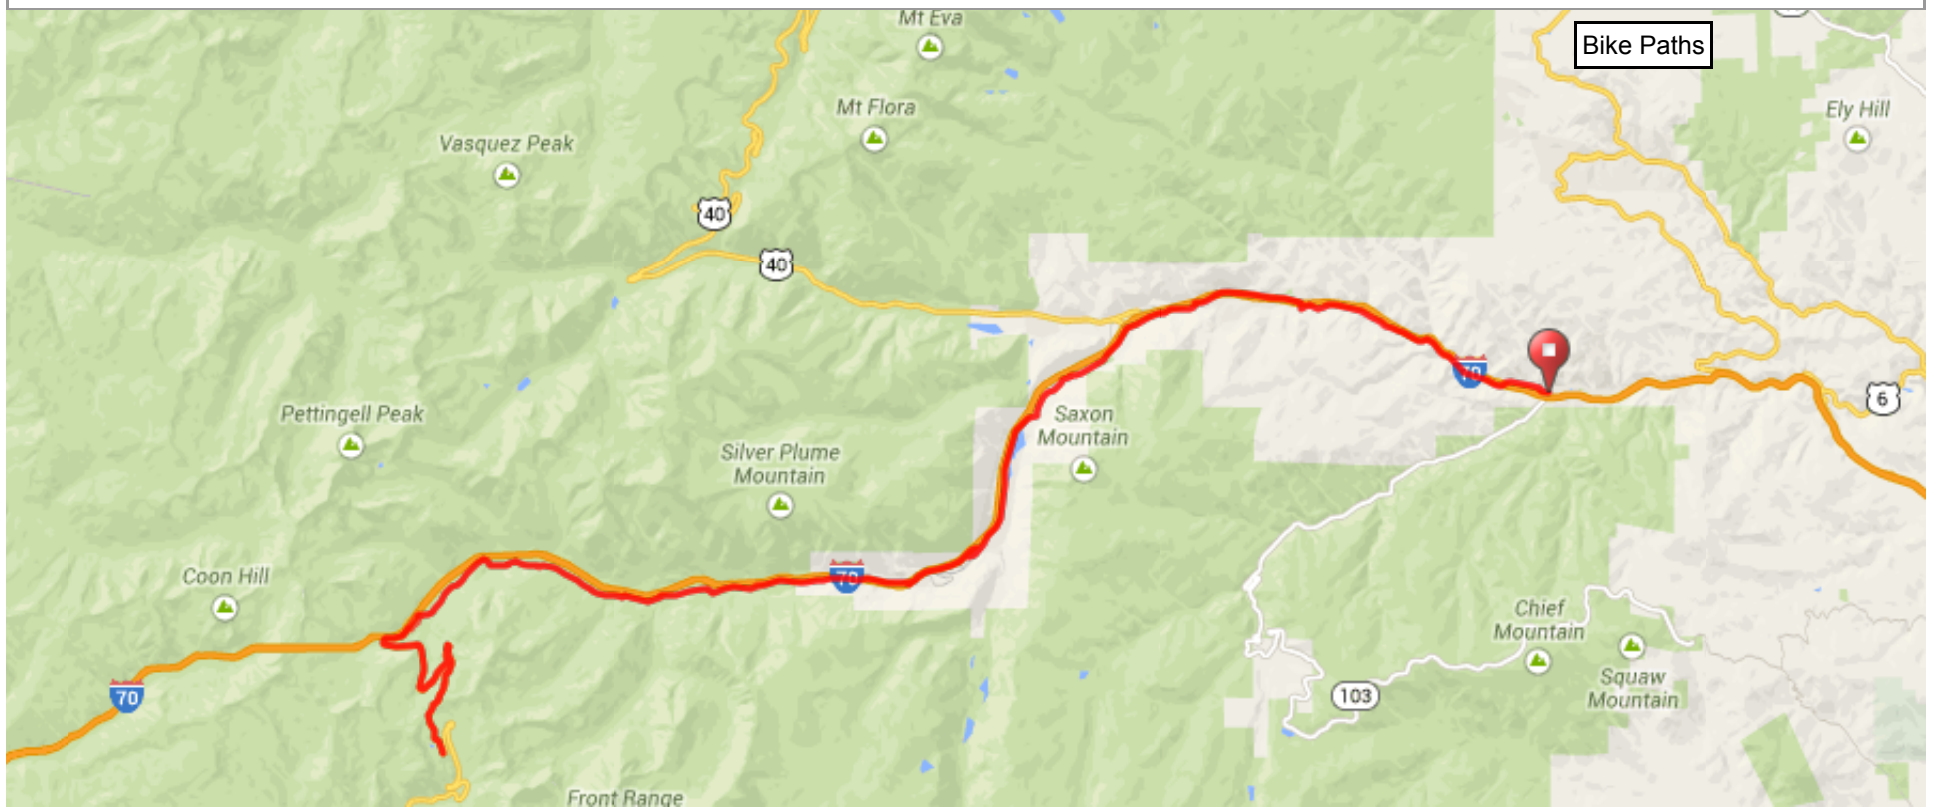 Mt Eva
Bike Paths
Mt Flora
Ely Hill
Vasquez Peak
40
40
70
6
Pettingell Peak
Saxon
Mountain
Silver Plume
Mountain
Coon Hill
70
Chief
Mountain
70
103
Squaw
Mountain
Front Range